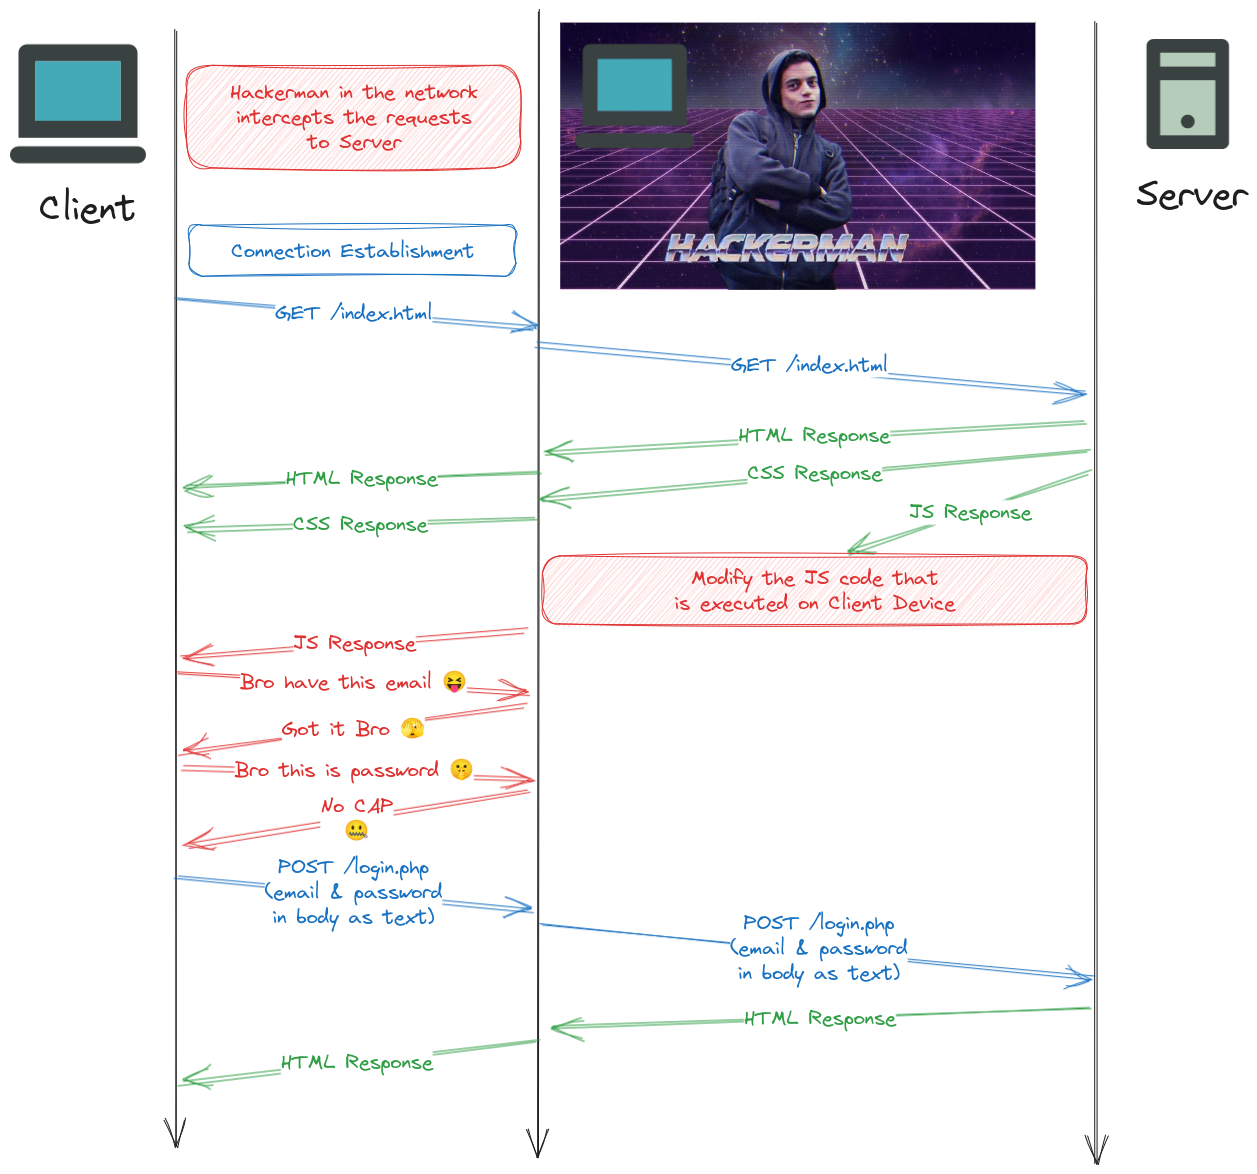 Client
Hackerman in the network
intercepts the requests
to Server
HACKERMAN
Server
Connection Establishment
GET /index.html
GET /index.html
HTML Response
CSS Response
HTML Response
JS Response
CSS Response
Modify the JS code that
is executed on Client Device
JS Response
Bro have this email 😝
Got it Bro 🫣
Bro this is password 🤫
No CAP
🤐
POST /login.php
(email & password
in body as text)
POST /login.php
(email & password
in body as text)
HTML Response
HTML Response